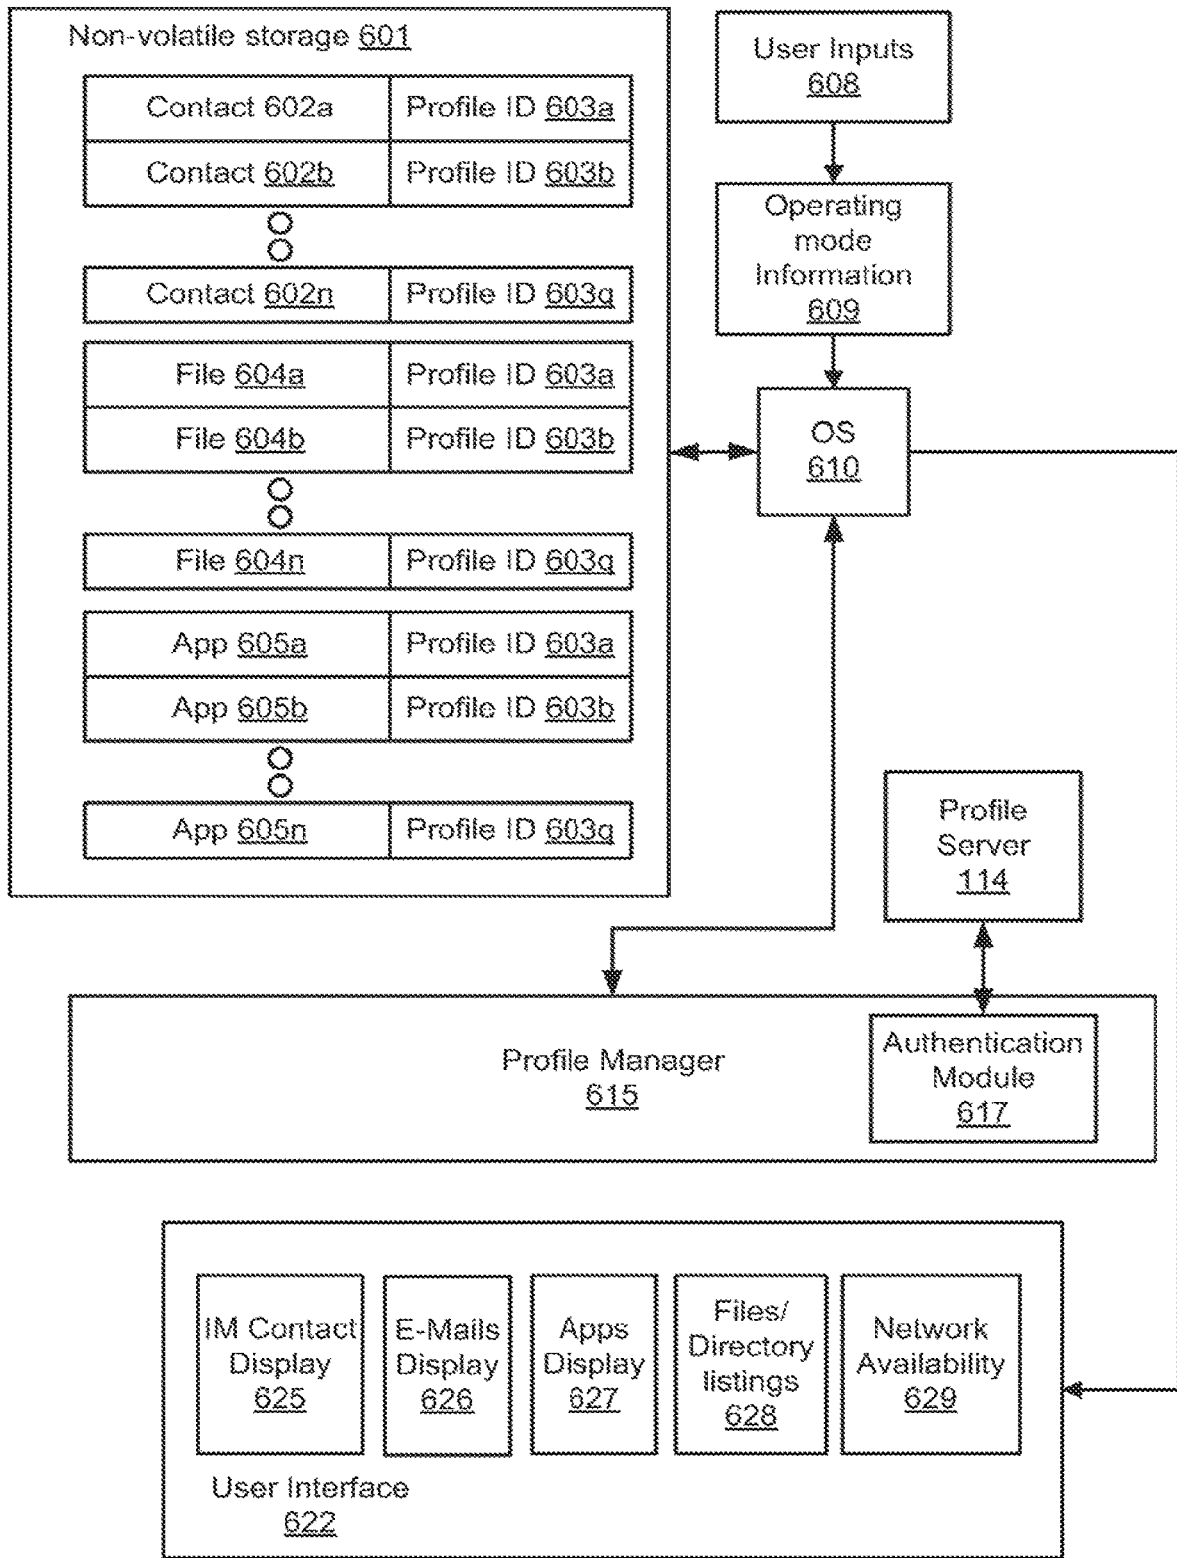 Non-volatile storage 601
Contact 602a
Profile ID 603a
Contact 602b
Profile ID 603b
Contact 602n
Profile ID 603q
File 604a
Profile ID 603a
File 604b
Profile ID 603b
File 604n
Profile ID 603q
App 605a
Profile ID 603a
App 605b
Profile ID 603b
App 605n
Profile ID 603q
User Inputs
608
Operating
mode
Information
609
OS
610
Profile
Server
114
Profile Manager
615
Authentication
Module
617
IM Contact
Display
625
E-Mails
Display
626
Apps
Display
627
Files/
Directory
listings
628
Network
Availability
629
User Interface
622